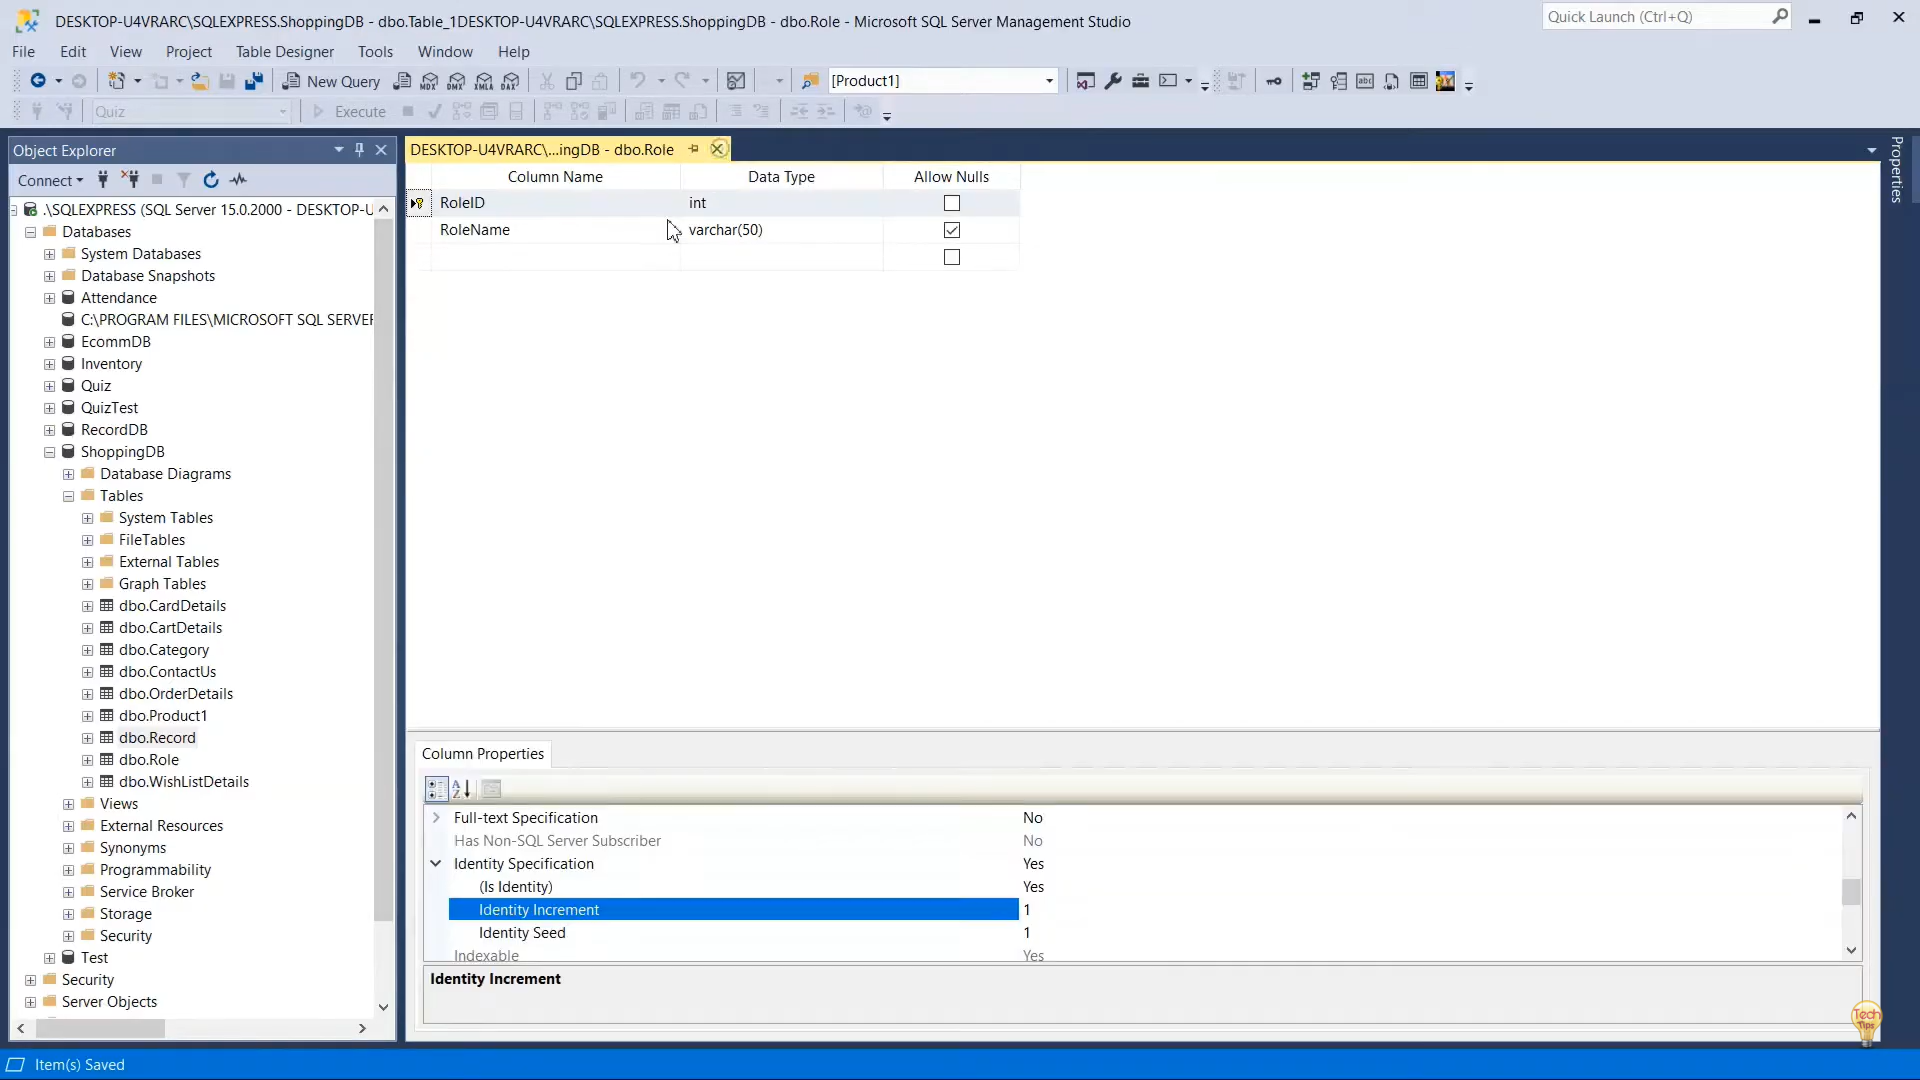 DESKTOP-U4VRARC\SQLEXPRESS.ShoppingDB - dbo.Table_1DESKTOP-U4VRARC\SQLEXPRESS.ShoppingDB - dbo.Role - Microsoft SQL Server Management Studio
Quick Launch (Ctrl+Q)
File Edit View Project Table Designer Tools Window Help
New Query
MDX DMX XMLA DAX
[Product1]
Quiz
Execute
Object Explorer
DESKTOP-U4VRARC\...ingDB - dbo.Role
Properties
Connect
Column Name Data Type Allow Nulls
RoleID int
RoleName varchar(50)
.\SQLEXPRESS (SQL Server 15.0.2000 - DESKTOP-U
Databases
System Databases
Database Snapshots
Attendance
C:\PROGRAM FILES\MICROSOFT SQL SERVER
EcommDB
Inventory
Quiz
QuizTest
RecordDB
ShoppingDB
Database Diagrams
Tables
System Tables
FileTables
External Tables
Graph Tables
dbo.CardDetails
dbo.CartDetails
dbo.Category
dbo.ContactUs
dbo.OrderDetails
dbo.Product1
dbo.Record
dbo.Role
dbo.WishListDetails
Views
External Resources
Synonyms
Programmability
Service Broker
Storage
Security
Test
Security
Server Objects
Column Properties
Full-text Specification No
Has Non-SQL Server Subscriber No
Identity Specification Yes
(Is Identity) Yes
Identity Increment 1
Identity Seed 1
Indexable Yes
Identity Increment
Tech
Tips
Item(s) Saved